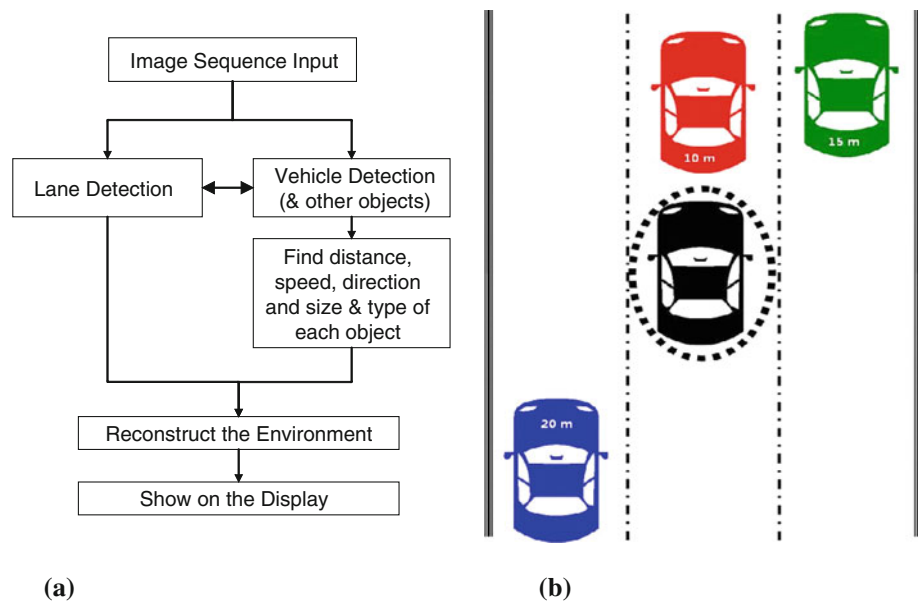 Image Sequence Input
Lane Detection
Vehicle Detection
(& other objects)
Find distance,
speed, direction
and size & type of
each object
Reconstruct the Environment
Show on the Display
(a)
10 m
15 m
20 m
(b)